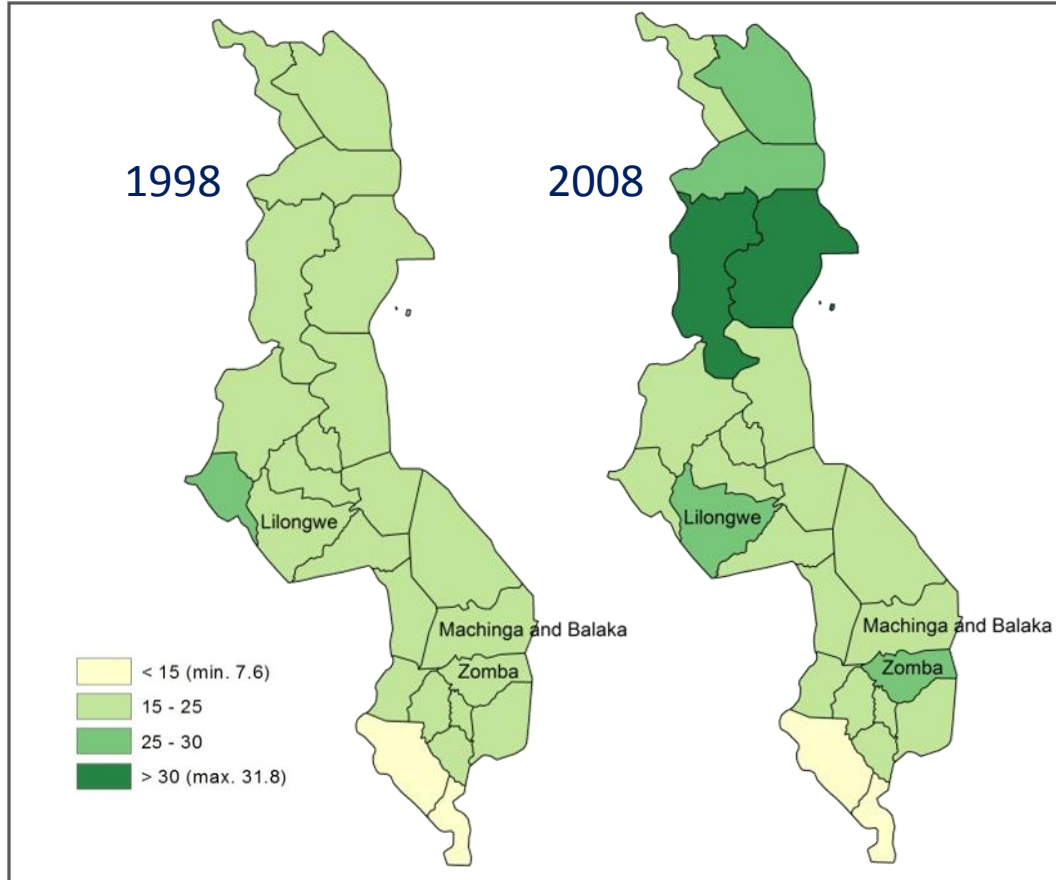 1998
2008
Lilongwe
Lilongwe
Machinga and Balaka
Machinga and Balaka
Zomba
Zomba
< 15 (min. 7.6)
15 - 25
25 - 30
> 30 (max. 31.8)